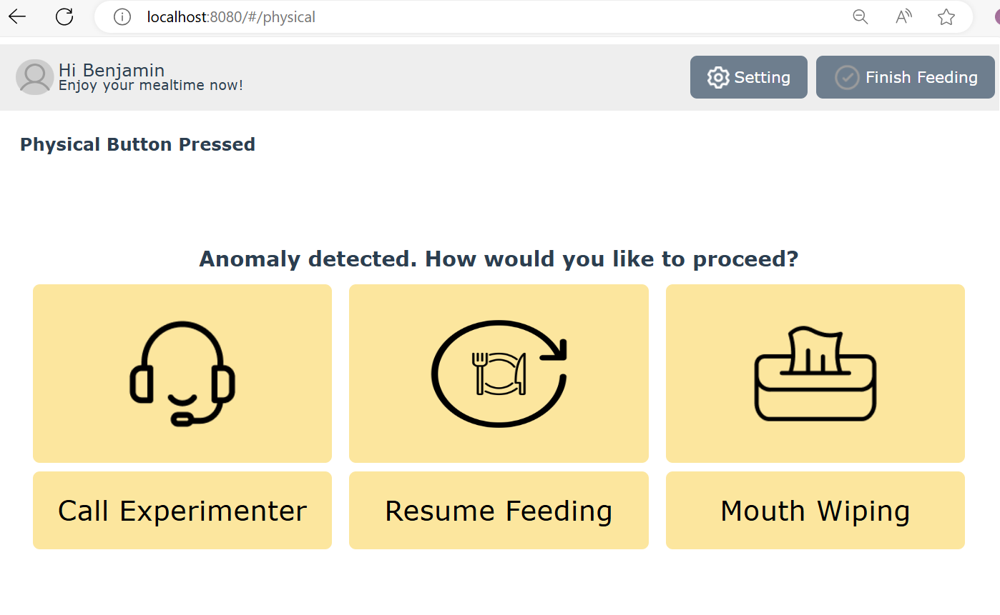 localhost:8080/#/physical
Hi Benjamin
Enjoy your mealtime now!
Setting
Finish Feeding
Physical Button Pressed
Anomaly detected. How would you like to proceed?
Call Experimenter
Resume Feeding
Mouth Wiping